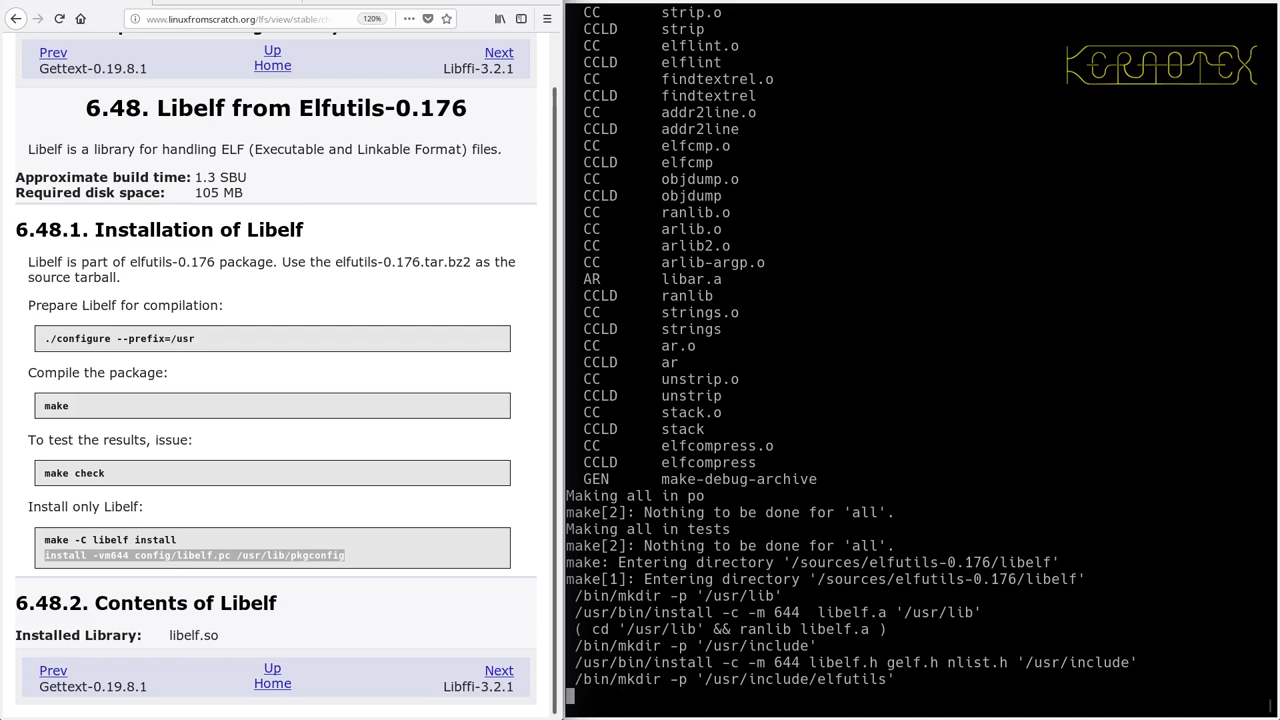 www.linuxfromscratch.org/lfs/view/stable/ch
120%
Prev
Up
Next
Gettext-0.19.8.1
Home
Libffi-3.2.1
6.48. Libelf from Elfutils-0.176
Libelf is a library for handling ELF (Executable and Linkable Format) files.
Approximate build time: 1.3 SBU
Required disk space: 105 MB
6.48.1. Installation of Libelf
Libelf is part of elfutils-0.176 package. Use the elfutils-0.176.tar.bz2 as the
source tarball.
Prepare Libelf for compilation:
./configure --prefix=/usr
Compile the package:
make
To test the results, issue:
make check
Install only Libelf:
make -C libelf install
install -vm644 config/libelf.pc /usr/lib/pkgconfig
6.48.2. Contents of Libelf
Installed Library: libelf.so
Prev
Up
Next
Gettext-0.19.8.1
Home
Libffi-3.2.1
CC strip.o
CCLD strip
CC elflint.o
CCLD elflint
CC findtextrel.o
CCLD findtextrel
CC addr2line.o
CCLD addr2line
CC elfcmp.o
CCLD elfcmp
CC objdump.o
CCLD objdump
CC ranlib.o
CC arlib.o
CC arlib2.o
CC arlib-argp.o
AR libar.a
CCLD ranlib
CC strings.o
CCLD strings
CC ar.o
CCLD ar
CC unstrip.o
CCLD unstrip
CC stack.o
CCLD stack
CC elfcompress.o
CCLD elfcompress
GEN make-debug-archive
Making all in po
make[2]: Nothing to be done for 'all'.
Making all in tests
make[2]: Nothing to be done for 'all'.
make: Entering directory '/sources/elfutils-0.176/libelf'
make[1]: Entering directory '/sources/elfutils-0.176/libelf'
/bin/mkdir -p '/usr/lib'
/usr/bin/install -c -m 644  libelf.a '/usr/lib'
( cd '/usr/lib' && ranlib libelf.a )
/bin/mkdir -p '/usr/include'
/usr/bin/install -c -m 644 libelf.h gelf.h nlist.h '/usr/include'
/bin/mkdir -p '/usr/include/elfutils'